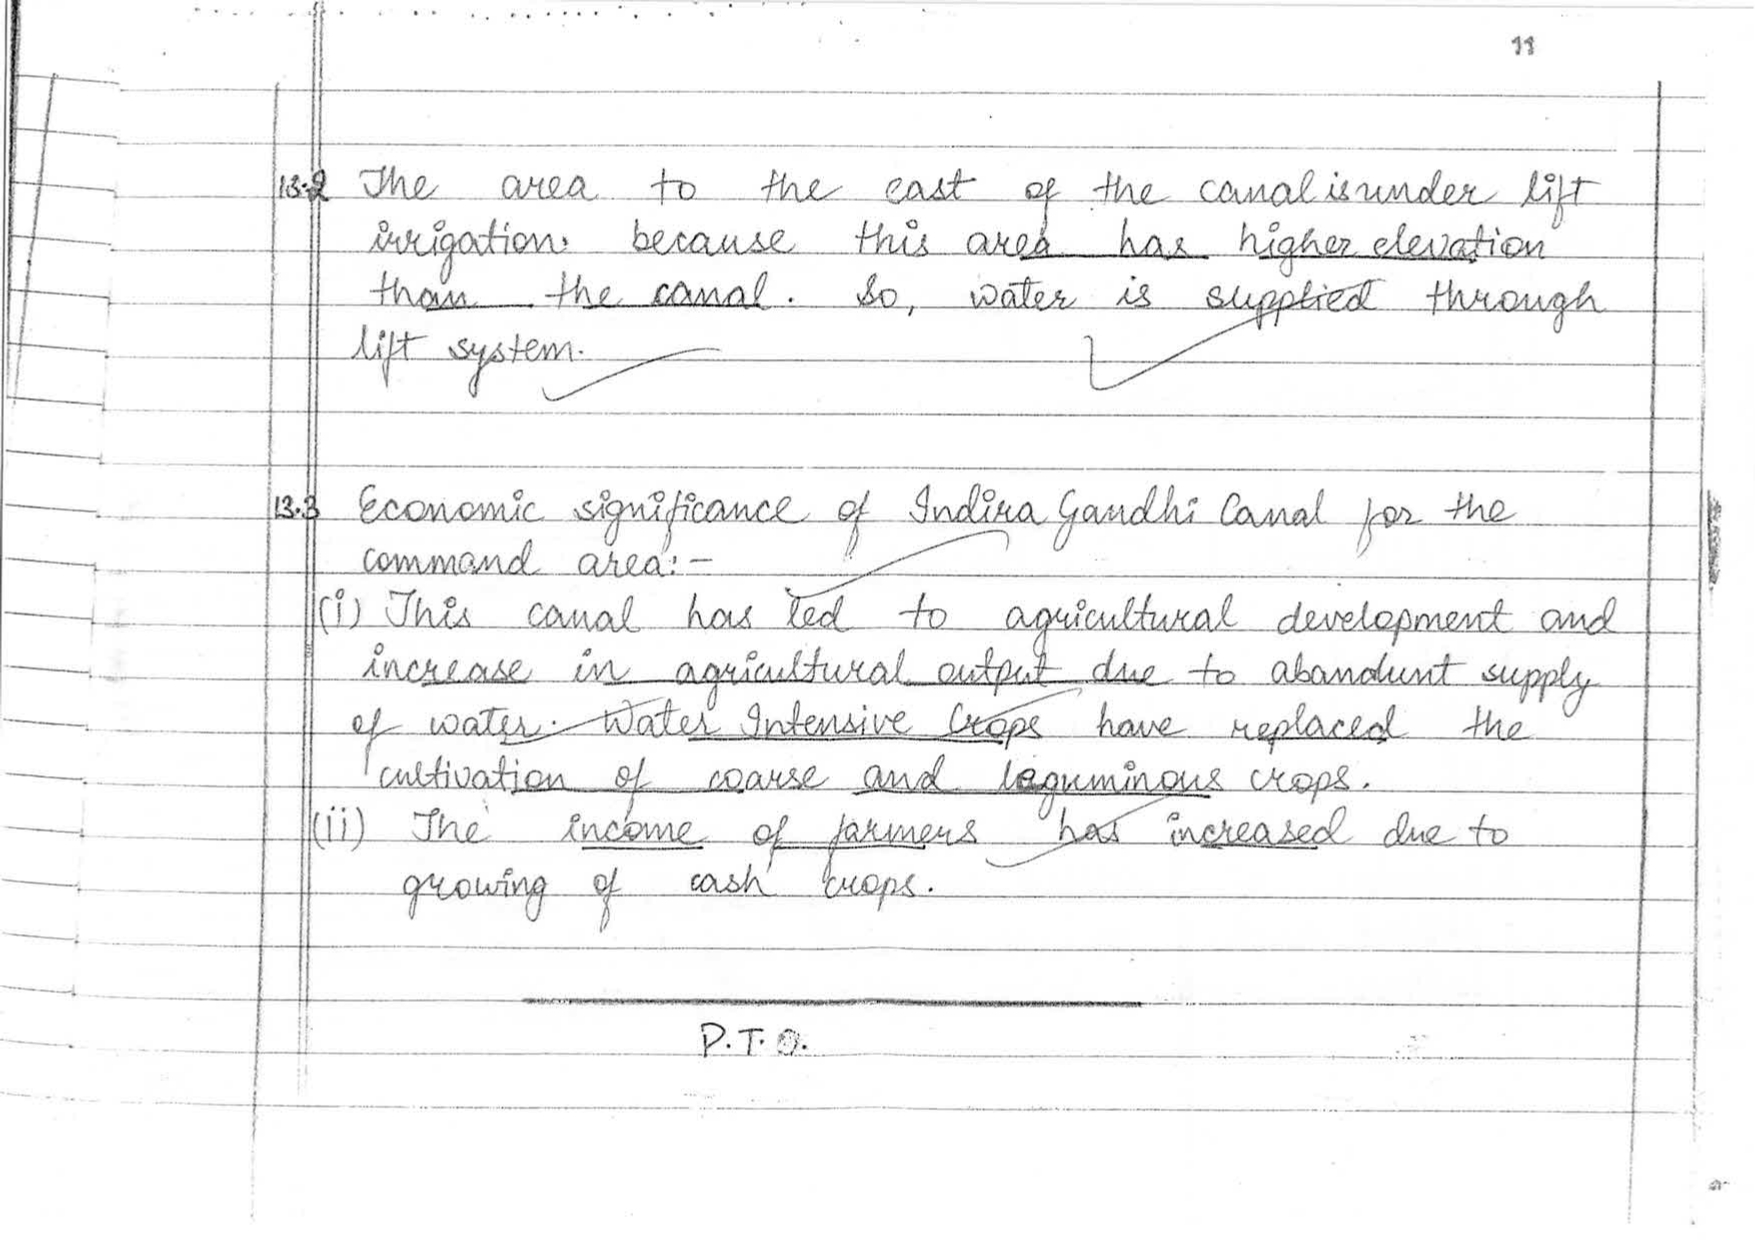 11
13.2 The area to the east of the canal is under lift
irrigation. because this area has higher elevation
than the canal. So, water is supplied through
lift system.
13.3 Economic significance of Indira Gandhi Canal for the
command area:-
(i) This canal has led to agricultural development and
increase in agricultural output due to abandunt supply
of water. Water Intensive Crops have replaced the
cultivation of coarse and leguminous crops.
(ii) The income of farmers has increased due to
growing of cash crops.
P.T.O.